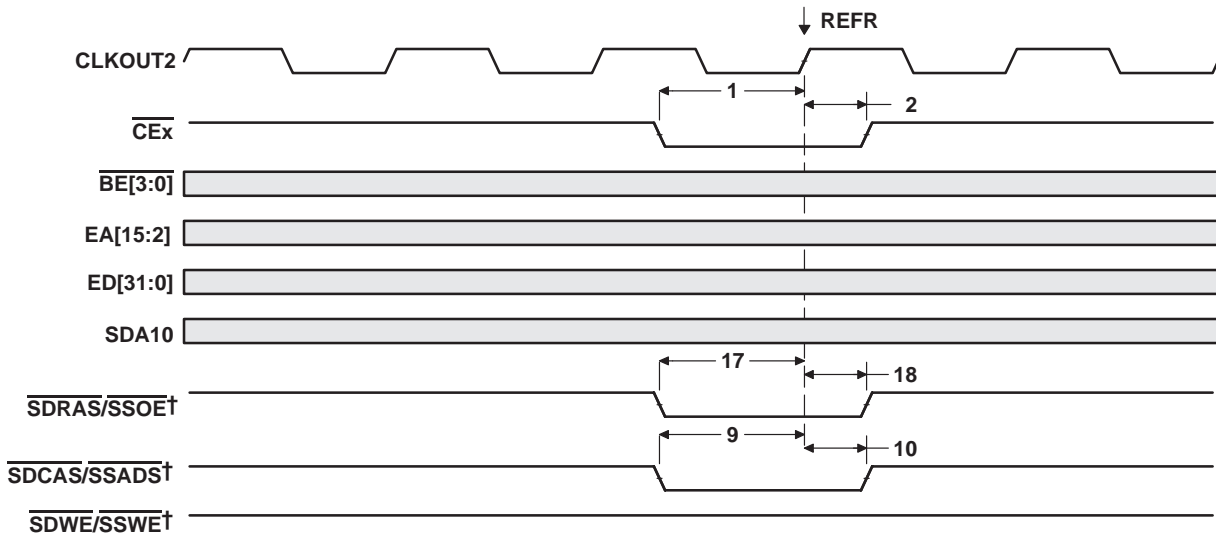 REFR
CLKOUT2
1
2
CEx
BE[3:0]
EA[15:2]
ED[31:0]
SDA10
17
18
SDRAS/SSOE†
9
10
SDCAS/SSADS†
SDWE/SSWE†